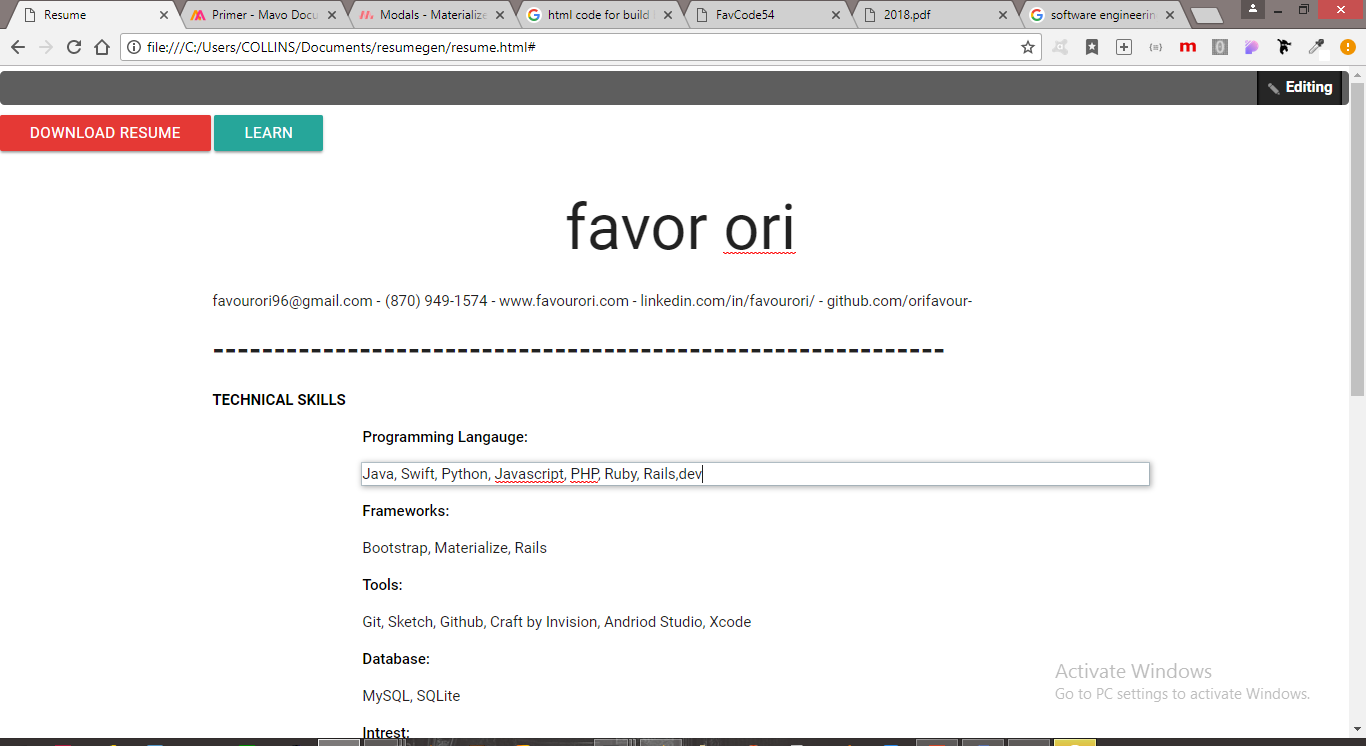 Resume
Primer - Mavo Docu
Modals - Materialize
html code for build
FavCode54
2018.pdf
software engineerin
file:///C:/Users/COLLINS/Documents/resumegen/resume.html#
Editing
DOWNLOAD RESUME
LEARN
favor ori
favourori96@gmail.com - (870) 949-1574 - www.favourori.com - linkedin.com/in/favourori/ - github.com/orifavour-
------------------------------------------------------------
TECHNICAL SKILLS
Programming Langauge:
Java, Swift, Python, Javascript, PHP, Ruby, Rails,dev
Frameworks:
Bootstrap, Materialize, Rails
Tools:
Git, Sketch, Github, Craft by Invision, Andriod Studio, Xcode
Database:
MySQL, SQLite
Intrest:
Activate Windows
Go to PC settings to activate Windows.